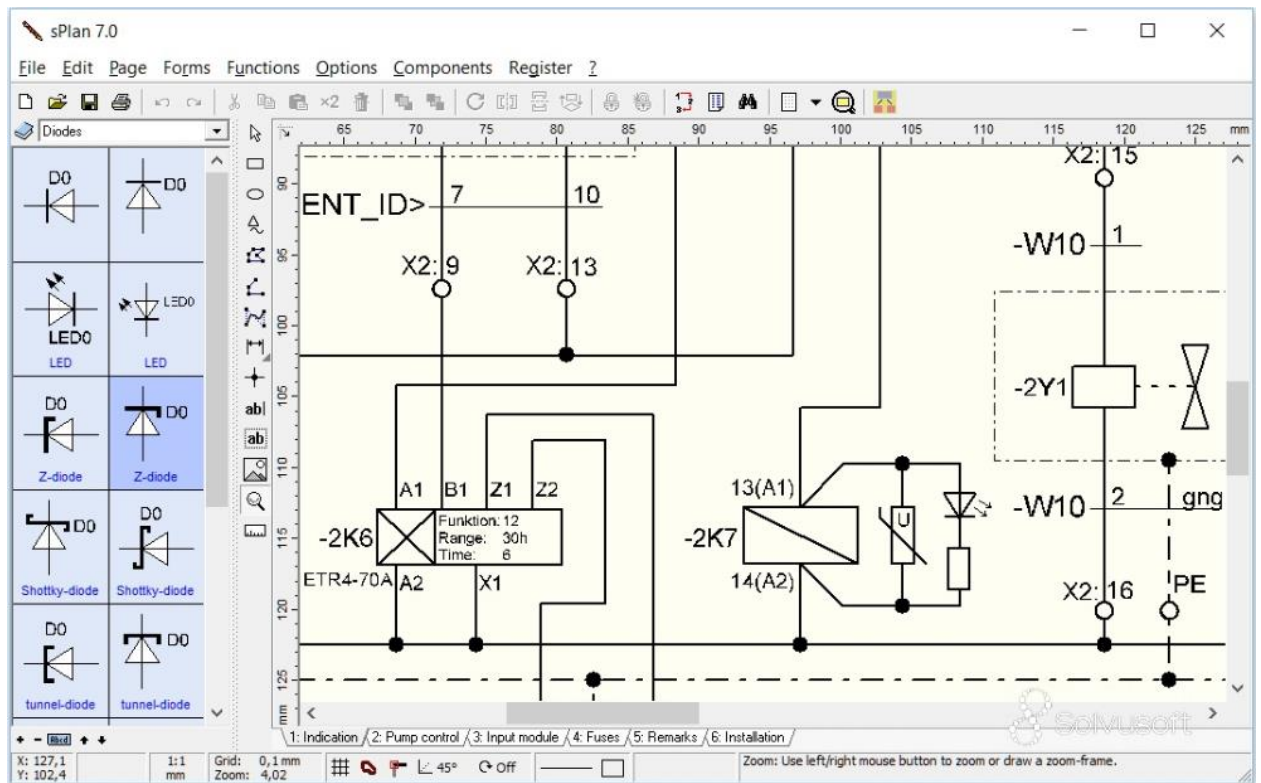 sPlan 7.0
File Edit Page Forms Functions Options Components Register ?
×2
Diodes
65 70 75 80 85 90 95 100 105 110 115 120 125 mm
D0 D0
LED0 LED0
LED LED
D0 D0
Z-diode Z-diode
D0 D0
Shottky-diode Shottky-diode
D0 D0
tunnel-diode tunnel-diode
ab|
ab
90
95
100
105
110
115
120
125
mm
ENT_ID> 7 10
X2: 9 X2: 13
X2: 15
-W10 1
-2Y1
A1 B1 Z1 Z2
-2K6 Funktion: 12
Range: 30h
Time: 6
ETR4-70A A2 X1
13(A1)
-2K7
14(A2)
U
-W10 2 gng
X2: 16 PE
Solvusoft
1: Indication 2: Pump control 3: Input module 4: Fuses 5: Remarks 6: Installation
X: 127,1
Y: 102,4
1:1
mm
Grid: 0,1 mm
Zoom: 4,02
45° Off
Zoom: Use left/right mouse button to zoom or draw a zoom-frame.